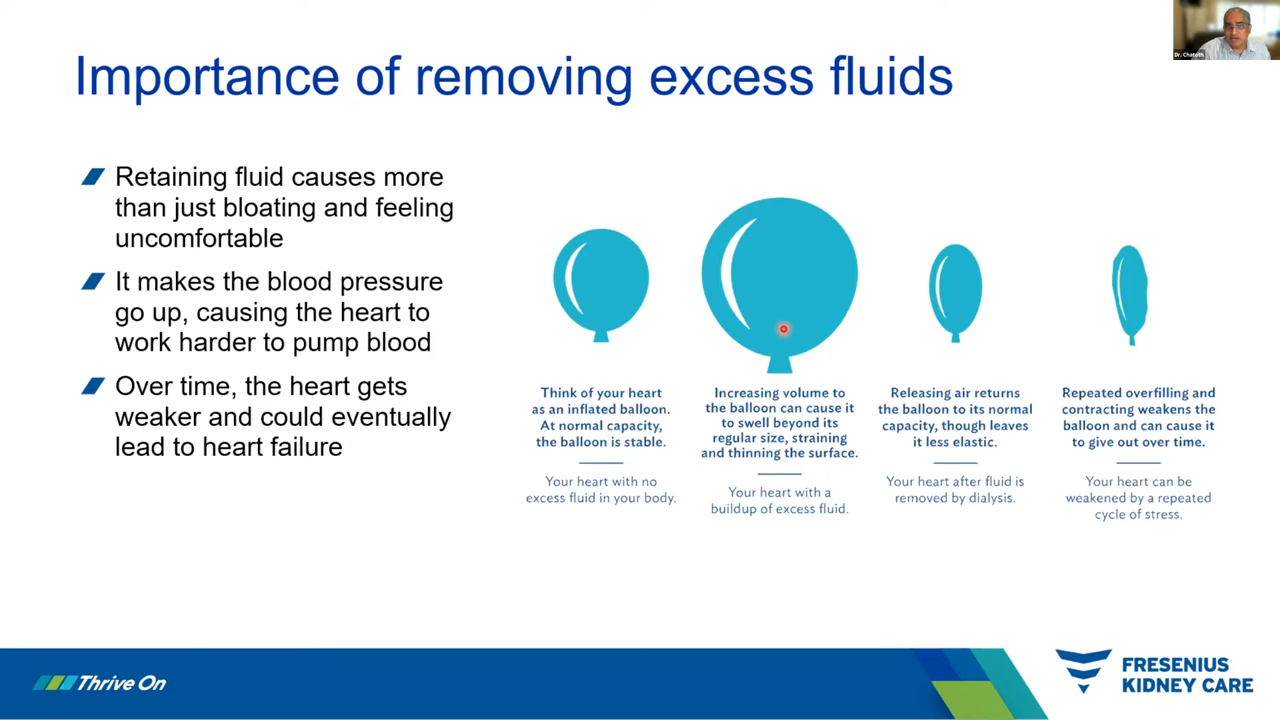 Dr. Chatoth
Importance of removing excess fluids
Retaining fluid causes more
than just bloating and feeling
uncomfortable
It makes the blood pressure
go up, causing the heart to
work harder to pump blood
Over time, the heart gets
weaker and could eventually
lead to heart failure
Think of your heart
as an inflated balloon.
At normal capacity,
the balloon is stable.
Your heart with no
excess fluid in your body.
Increasing volume to
the balloon can cause it
to swell beyond its
regular size, straining
and thinning the surface.
Your heart with a
buildup of excess fluid.
Releasing air returns
the balloon to its normal
capacity, though leaves
it less elastic.
Your heart after fluid is
removed by dialysis.
Repeated overfilling and
contracting weakens the
balloon and can cause it
to give out over time.
Your heart can be
weakened by a repeated
cycle of stress.
Thrive On
FRESENIUS
KIDNEY CARE